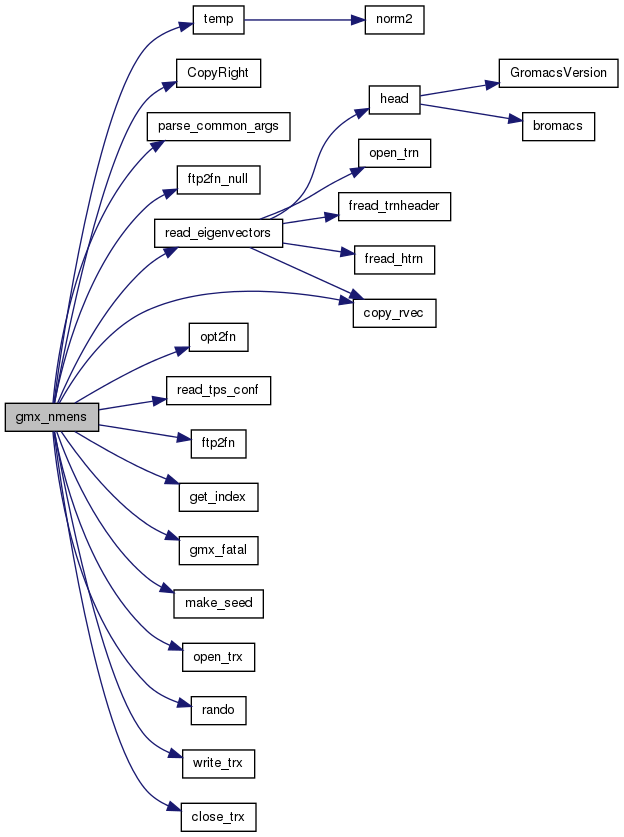 temp
norm2
CopyRight
GromacsVersion
head
parse_common_args
bromacs
open_trn
ftp2fn_null
fread_trnheader
read_eigenvectors
fread_htrn
copy_rvec
opt2fn
read_tps_conf
gmx_nmens
ftp2fn
get_index
gmx_fatal
make_seed
open_trx
rando
write_trx
close_trx